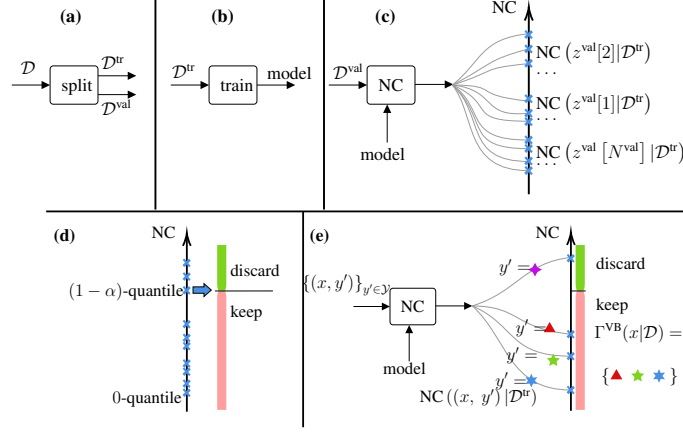 (a)
𝒟
split
𝒟^tr
𝒟^val
(b)
𝒟^tr
train
model
(c)
NC
𝒟^val
NC
model
NC (z^val[2]|𝒟^tr)
...
NC (z^val[1]|𝒟^tr)
...
NC (z^val [N^val] |𝒟^tr)
...
(d)
NC
discard
(1 − α)-quantile
keep
0-quantile
(e)
NC
{(x, y′)}_{y′∈𝒴}
NC
model
y′ =
y′ =
y′ =
y′ =
NC ((x, y′) |𝒟^tr)
discard
keep
Γ^VB(x|𝒟) =
{ }